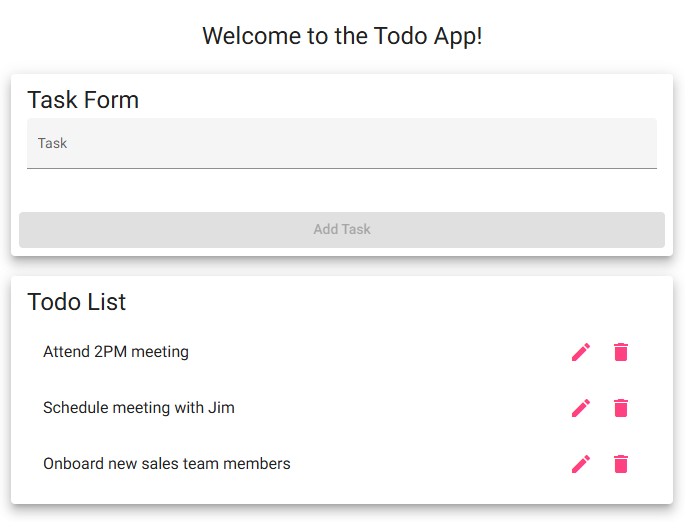 Welcome to the Todo App!
Task Form
Task
Add Task
Todo List
Attend 2PM meeting
Schedule meeting with Jim
Onboard new sales team members